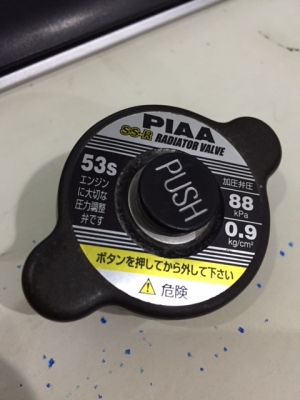 PIAA
SS-R RADIATOR VALVE
53s
エンジン
に大切な
圧力調整
弁です
PUSH
加圧弁圧
88
kPa
0.9
kg/cm²
ボタンを押してから外して下さい
危険